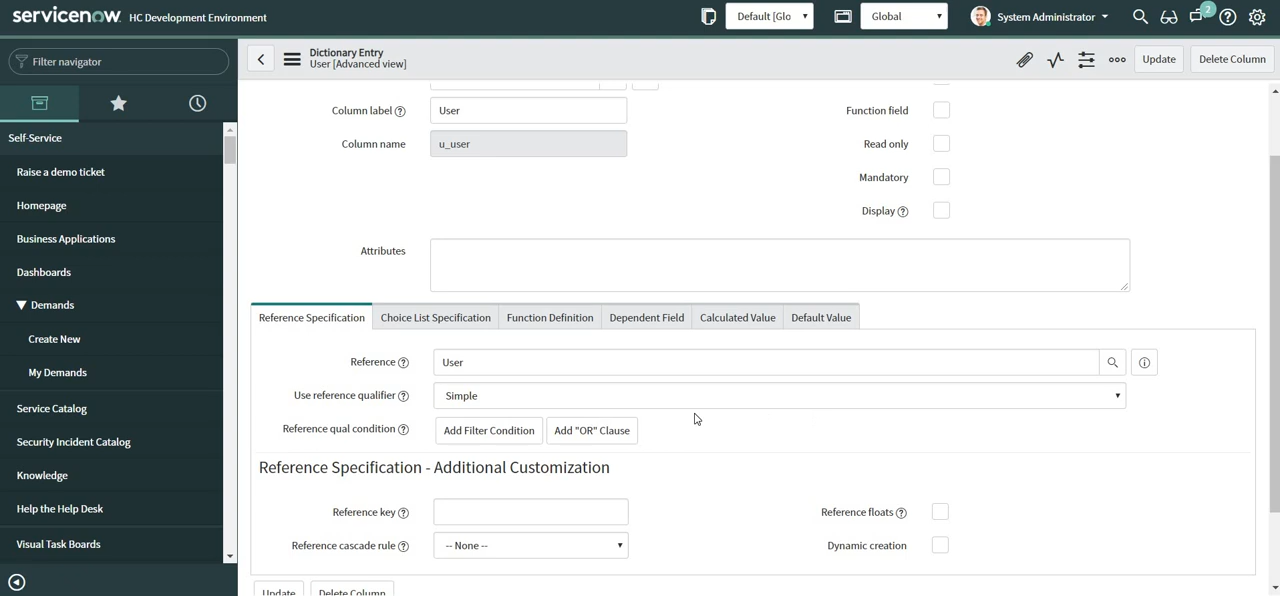 servicenow. HC Development Environment
Default [Glo
Global
System Administrator
2
Filter navigator
Dictionary Entry
User [Advanced view]
Update
Delete Column
Self-Service
Raise a demo ticket
Homepage
Business Applications
Dashboards
Demands
Create New
My Demands
Service Catalog
Security Incident Catalog
Knowledge
Help the Help Desk
Visual Task Boards
Column label
User
Function field
Column name
u_user
Read only
Mandatory
Display
Attributes
Reference Specification
Choice List Specification
Function Definition
Dependent Field
Calculated Value
Default Value
Reference
User
Use reference qualifier
Simple
Reference qual condition
Add Filter Condition
Add "OR" Clause
Reference Specification - Additional Customization
Reference key
Reference floats
Reference cascade rule
-- None --
Dynamic creation
Update
Delete Column